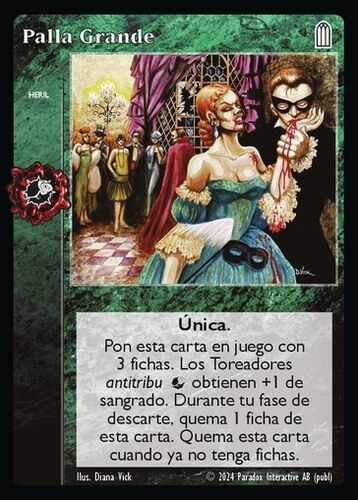 Palla Grande
HERIL
D.Vick
Única.
Pon esta carta en juego con
3 fichas. Los Toreadores
antitribu obtienen +1 de
sangrado. Durante tu fase de
descarte, quema 1 ficha de
esta carta. Quema esta carta
cuando ya no tenga fichas.
Ilus. Diana Vick © 2024 Paradox Interactive AB (publ)